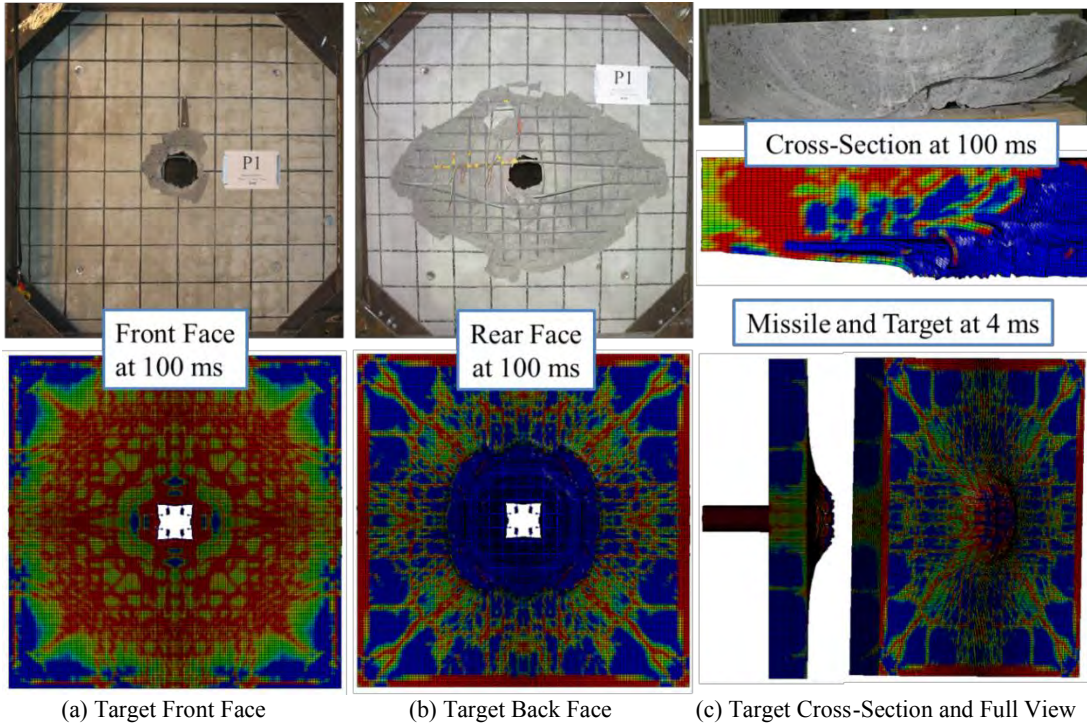 P1
P1
Cross-Section at 100 ms
Front Face
at 100 ms
Rear Face
at 100 ms
Missile and Target at 4 ms
(a) Target Front Face
(b) Target Back Face
(c) Target Cross-Section and Full View